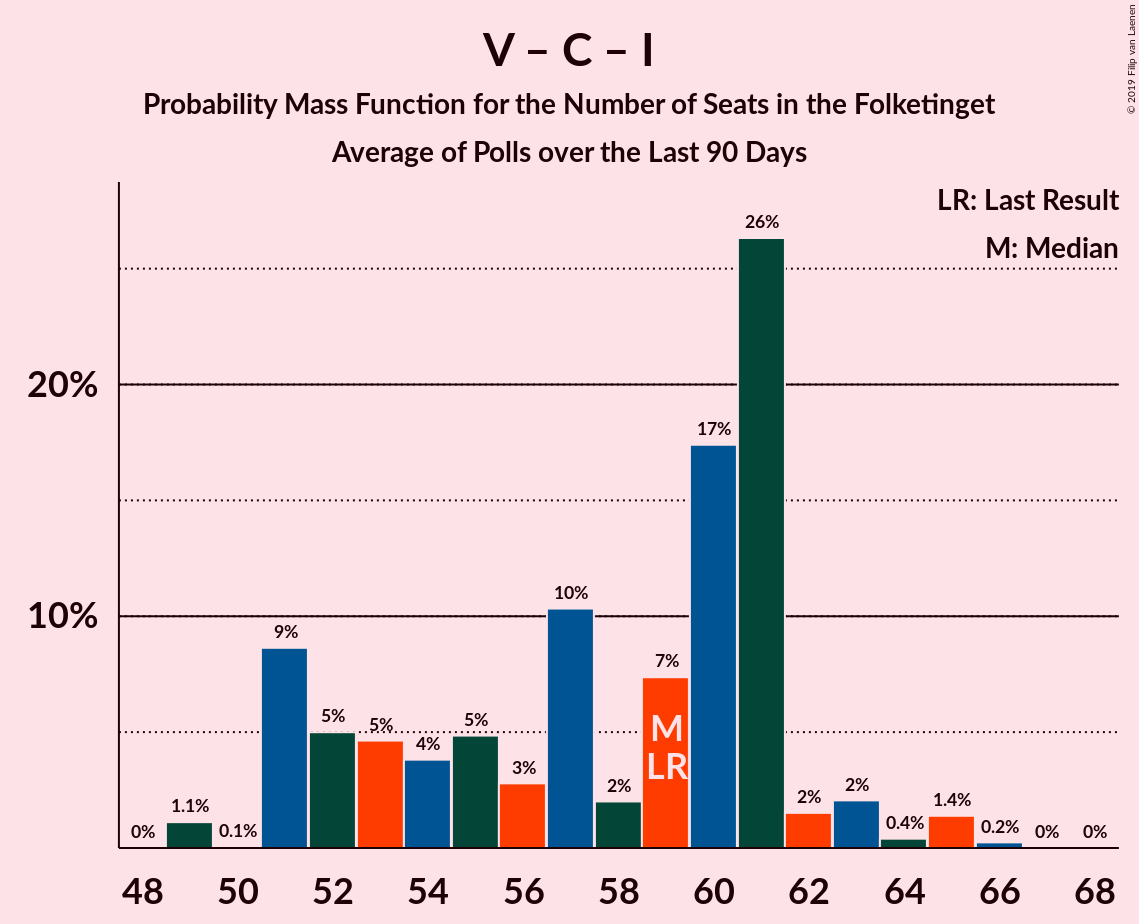 V – C – I
Probability Mass Function for the Number of Seats in the Folketinget
Average of Polls over the Last 90 Days
© 2019 Filip van Laenen
LR: Last Result
M: Median
20%
10%
0%
1.1%
0.1%
9%
5%
5%
4%
5%
3%
10%
2%
7%
17%
26%
2%
2%
0.4%
1.4%
0.2%
0%
0%
M
LR
48 50 52 54 56 58 60 62 64 66 68